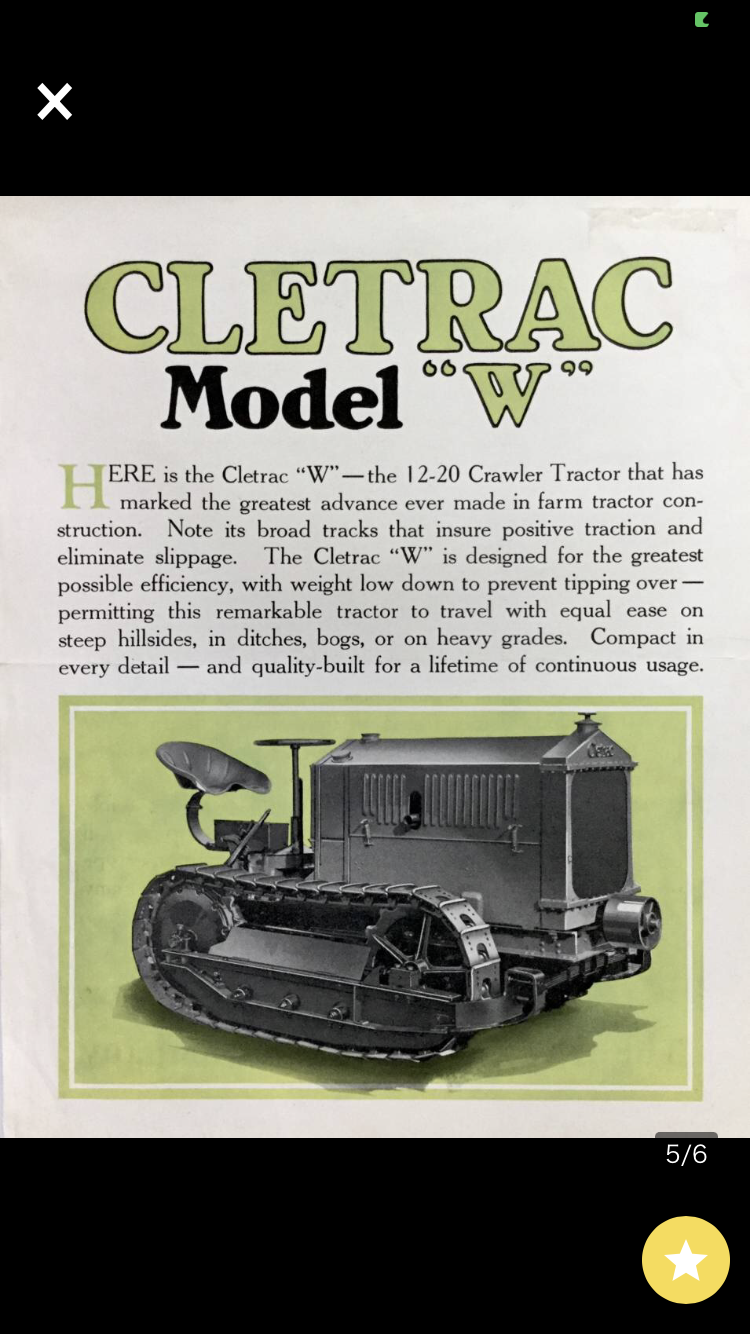 CLETRAC
Model “W”
HERE is the Cletrac “W”—the 12-20 Crawler Tractor that has
marked the greatest advance ever made in farm tractor con-
struction. Note its broad tracks that insure positive traction and
eliminate slippage. The Cletrac “W” is designed for the greatest
possible efficiency, with weight low down to prevent tipping over—
permitting this remarkable tractor to travel with equal ease on
steep hillsides, in ditches, bogs, or on heavy grades. Compact in
every detail — and quality-built for a lifetime of continuous usage.
Cletrac
5/6